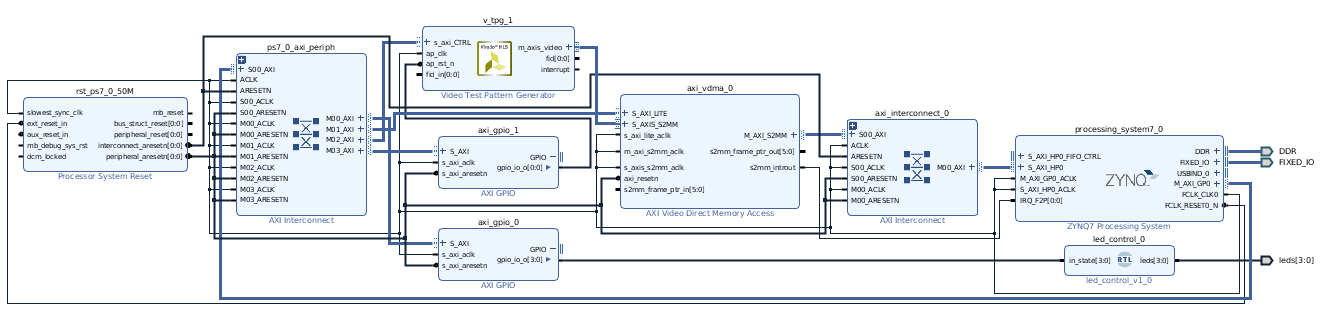 rst_ps7_0_50M
slowest_sync_clk
ext_reset_in
aux_reset_in
mb_debug_sys_rst
dcm_locked
mb_reset
bus_struct_reset[0:0]
peripheral_reset[0:0]
interconnect_aresetn[0:0]
peripheral_aresetn[0:0]
Processor System Reset
ps7_0_axi_periph
S00_AXI
ACLK
ARESETN
S00_ACLK
S00_ARESETN
M00_ACLK
M00_ARESETN
M01_ACLK
M01_ARESETN
M02_ACLK
M02_ARESETN
M03_ACLK
M03_ARESETN
M00_AXI
M01_AXI
M02_AXI
M03_AXI
AXI Interconnect
v_tpg_1
s_axi_CTRL
ap_clk
ap_rst_n
fid_in[0:0]
Vivado™ HLS
m_axis_video
fid[0:0]
interrupt
Video Test Pattern Generator
axi_gpio_1
S_AXI
s_axi_aclk
s_axi_aresetn
GPIO
gpio_io_o[0:0]
AXI GPIO
axi_gpio_0
S_AXI
s_axi_aclk
s_axi_aresetn
GPIO
gpio_io_o[3:0]
AXI GPIO
axi_vdma_0
S_AXI_LITE
S_AXIS_S2MM
s_axi_lite_aclk
m_axi_s2mm_aclk
s_axis_s2mm_aclk
axi_resetn
s2mm_frame_ptr_in[5:0]
M_AXI_S2MM
s2mm_frame_ptr_out[5:0]
s2mm_introut
AXI Video Direct Memory Access
axi_interconnect_0
S00_AXI
ACLK
ARESETN
S00_ACLK
S00_ARESETN
M00_ACLK
M00_ARESETN
M00_AXI
AXI Interconnect
processing_system7_0
S_AXI_HP0_FIFO_CTRL
S_AXI_HP0
M_AXI_GP0_ACLK
S_AXI_HP0_ACLK
IRQ_F2P[0:0]
ZYNQ
DDR
FIXED_IO
USBIND_0
M_AXI_GP0
FCLK_CLK0
FCLK_RESET0_N
ZYNQ7 Processing System
led_control_0
in_state[3:0]
RTL
leds[3:0]
led_control_v1_0
DDR
FIXED_IO
leds[3:0]